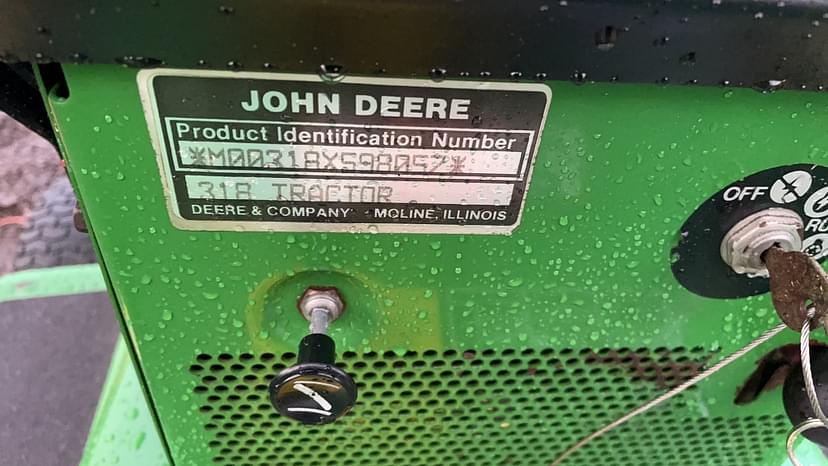 JOHN DEERE
Product Identification Number
*M00318X598057*
318 TRACTOR
DEERE & COMPANY MOLINE, ILLINOIS
OFF